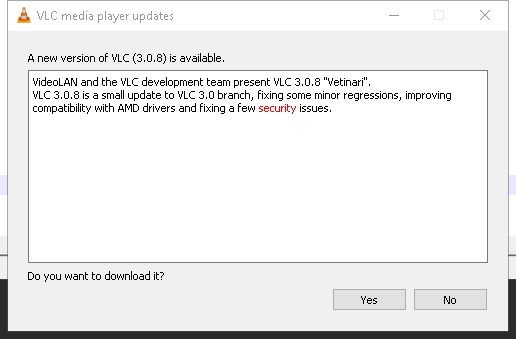 VLC media player updates
A new version of VLC (3.0.8) is available.
VideoLAN and the VLC development team present VLC 3.0.8 "Vetinari".
VLC 3.0.8 is a small update to VLC 3.0 branch, fixing some minor regressions, improving
compatibility with AMD drivers and fixing a few security issues.
Do you want to download it?
Yes No